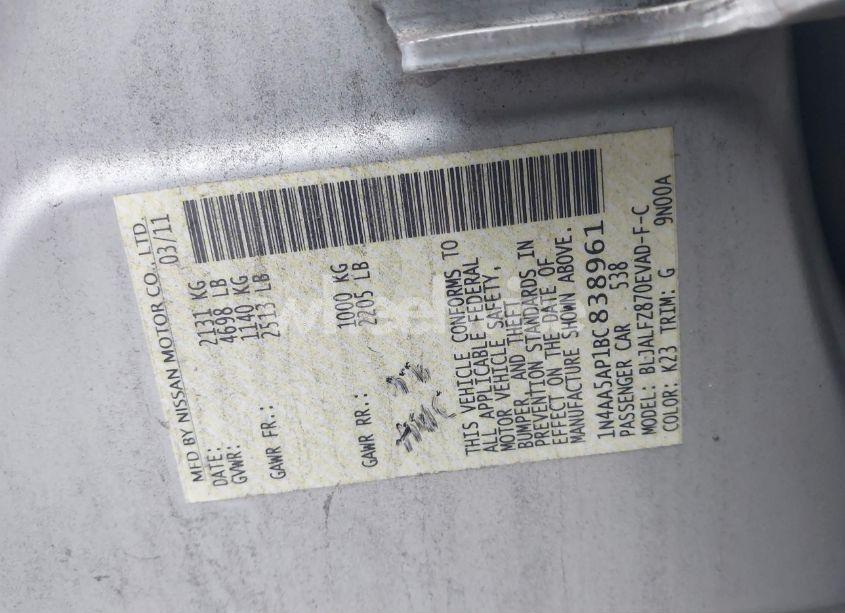 MFD BY NISSAN MOTOR CO., LTD.
DATE: 03/11
GVWR: 2131 KG
4698 LB
GAWR FR.: 1140 KG
2513 LB
GAWR RR.: 1000 KG
2205 LB
THIS VEHICLE CONFORMS TO
ALL APPLICABLE FEDERAL
MOTOR VEHICLE SAFETY,
BUMPER, AND THEFT
PREVENTION STANDARDS IN
EFFECT ON THE DATE OF
MANUFACTURE SHOWN ABOVE.
1N4AA5AP1BC838961
PASSENGER CAR 538
MODEL: BLJALFZ870EVAD-F-C
COLOR: K23 TRIM: G 9N00A